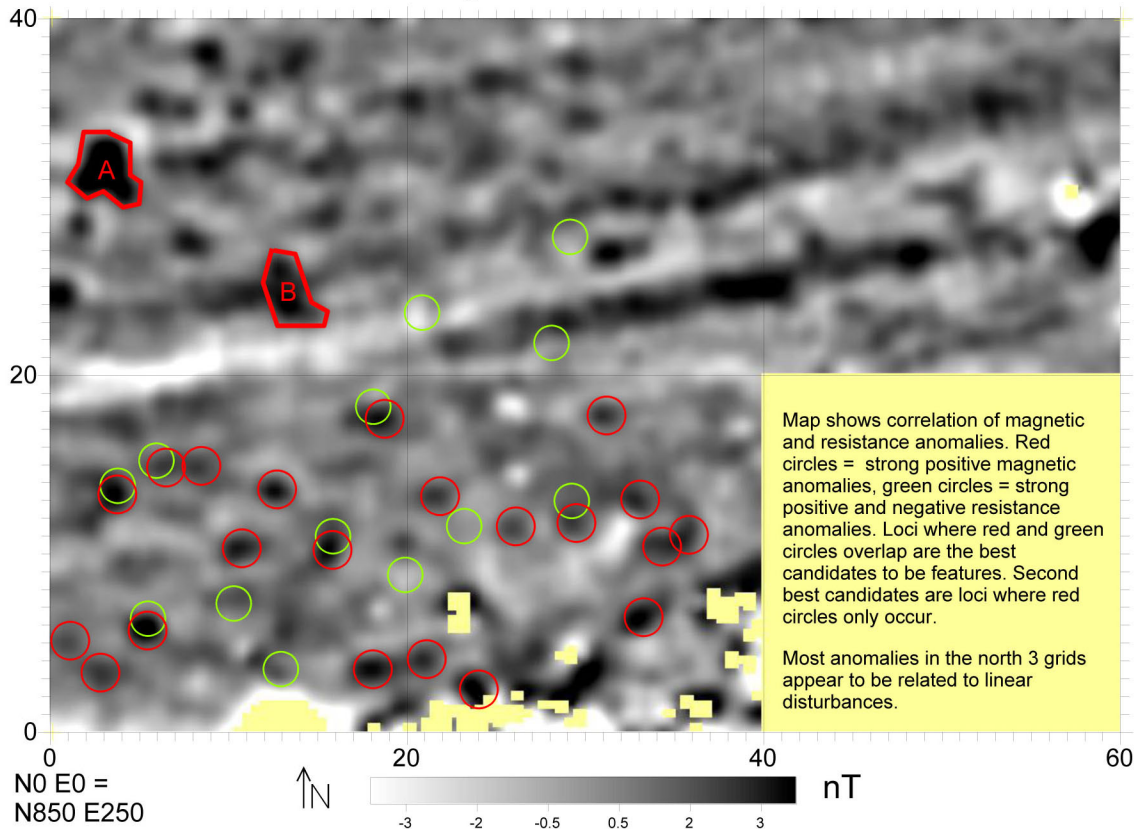 40
A
B
20
Map shows correlation of magnetic
and resistance anomalies. Red
circles =  strong positive magnetic
anomalies, green circles = strong
positive and negative resistance
anomalies. Loci where red and green
circles overlap are the best
candidates to be features. Second
best candidates are loci where red
circles only occur.
Most anomalies in the north 3 grids
appear to be related to linear
disturbances.
0
0 20 40 60
N0 E0 =
N850 E250
N
nT
-3 -2 -0.5 0.5 2 3